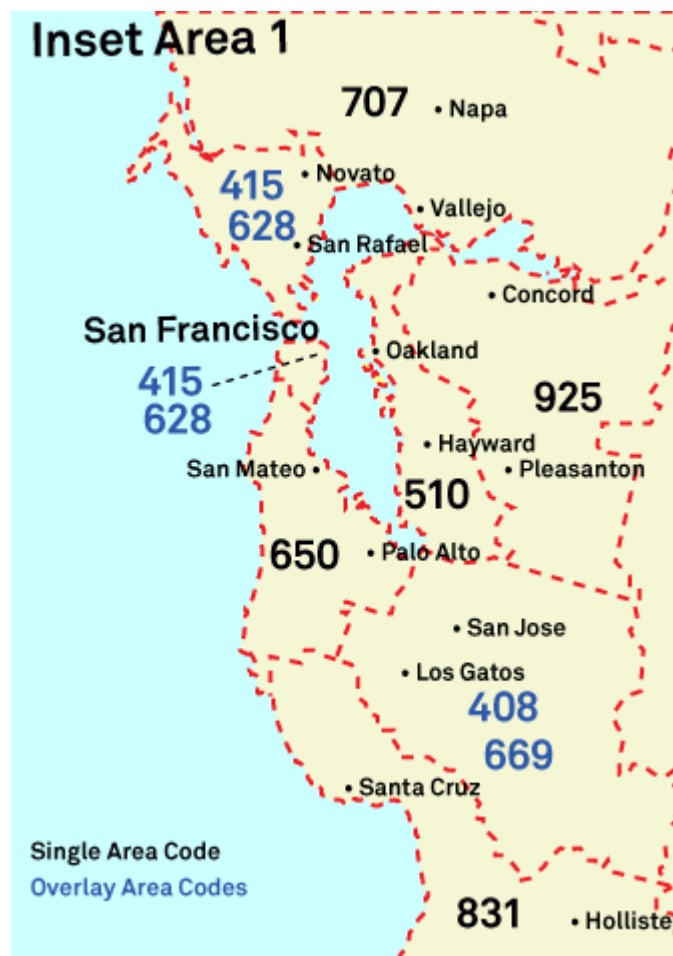 Inset Area 1
707
Napa
Novato
415
628
Vallejo
San Rafael
Concord
San Francisco
Oakland
415
628
925
Hayward
San Mateo
Pleasanton
510
650
Palo Alto
San Jose
Los Gatos
408
669
Santa Cruz
Single Area Code
Overlay Area Codes
831
Holliste